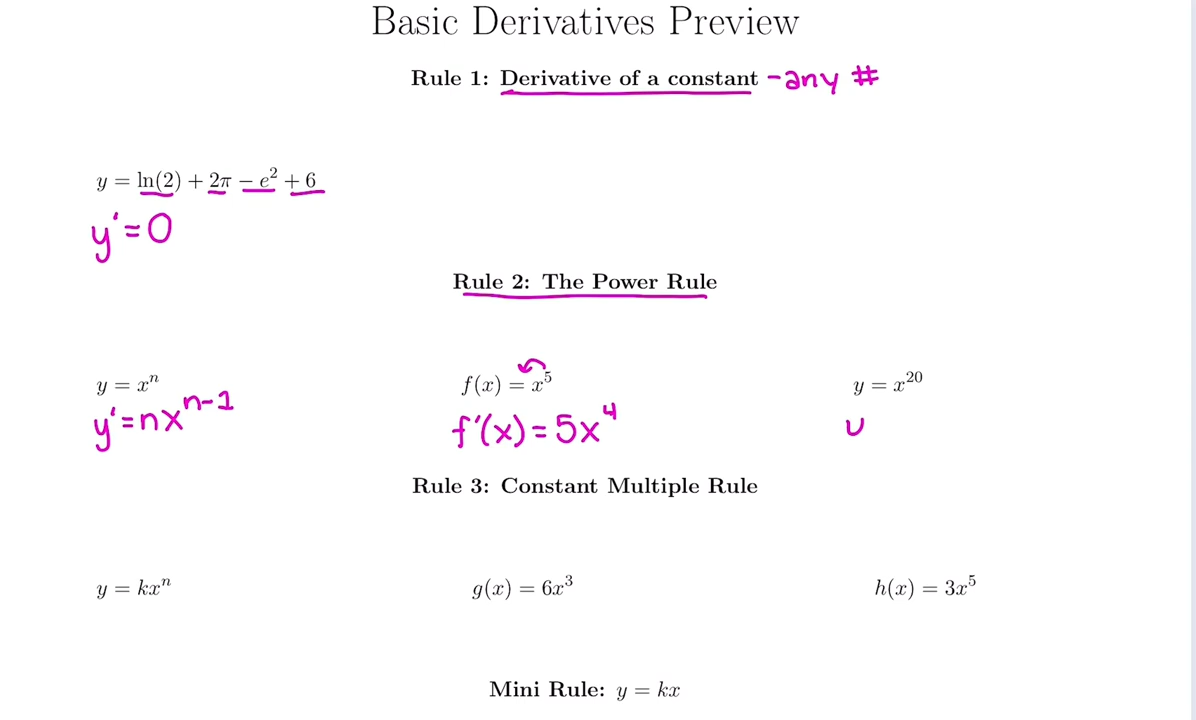 Basic Derivatives Preview
Rule 1: Derivative of a constant - any #
y = ln(2) + 2π − e² + 6
y' = 0
Rule 2: The Power Rule
y = xⁿ f(x) = x⁵ y = x²⁰
y' = nxⁿ⁻¹ f'(x) = 5x⁴
Rule 3: Constant Multiple Rule
y = kxⁿ g(x) = 6x³ h(x) = 3x⁵
Mini Rule: y = kx